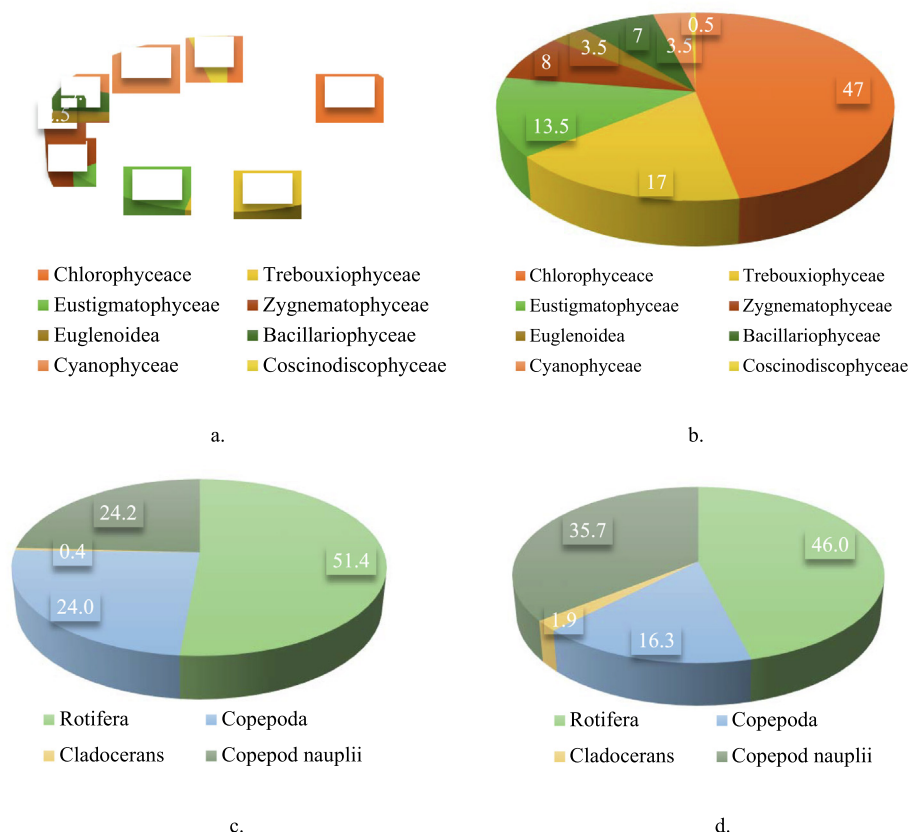 .5
0.5
7
3.5
3.5
8
47
13.5
17
Chlorophyceace Trebouxiophyceae
Eustigmatophyceae Zygnematophyceae
Euglenoidea Bacillariophyceae
Cyanophyceae Coscinodiscophyceae
a.
Chlorophyceace Trebouxiophyceae
Eustigmatophyceae Zygnematophyceae
Euglenoidea Bacillariophyceae
Cyanophyceae Coscinodiscophyceae
b.
24.2
51.4
0.4
24.0
Rotifera Copepoda
Cladocerans Copepod nauplii
c.
35.7
46.0
1.9
16.3
Rotifera Copepoda
Cladocerans Copepod nauplii
d.